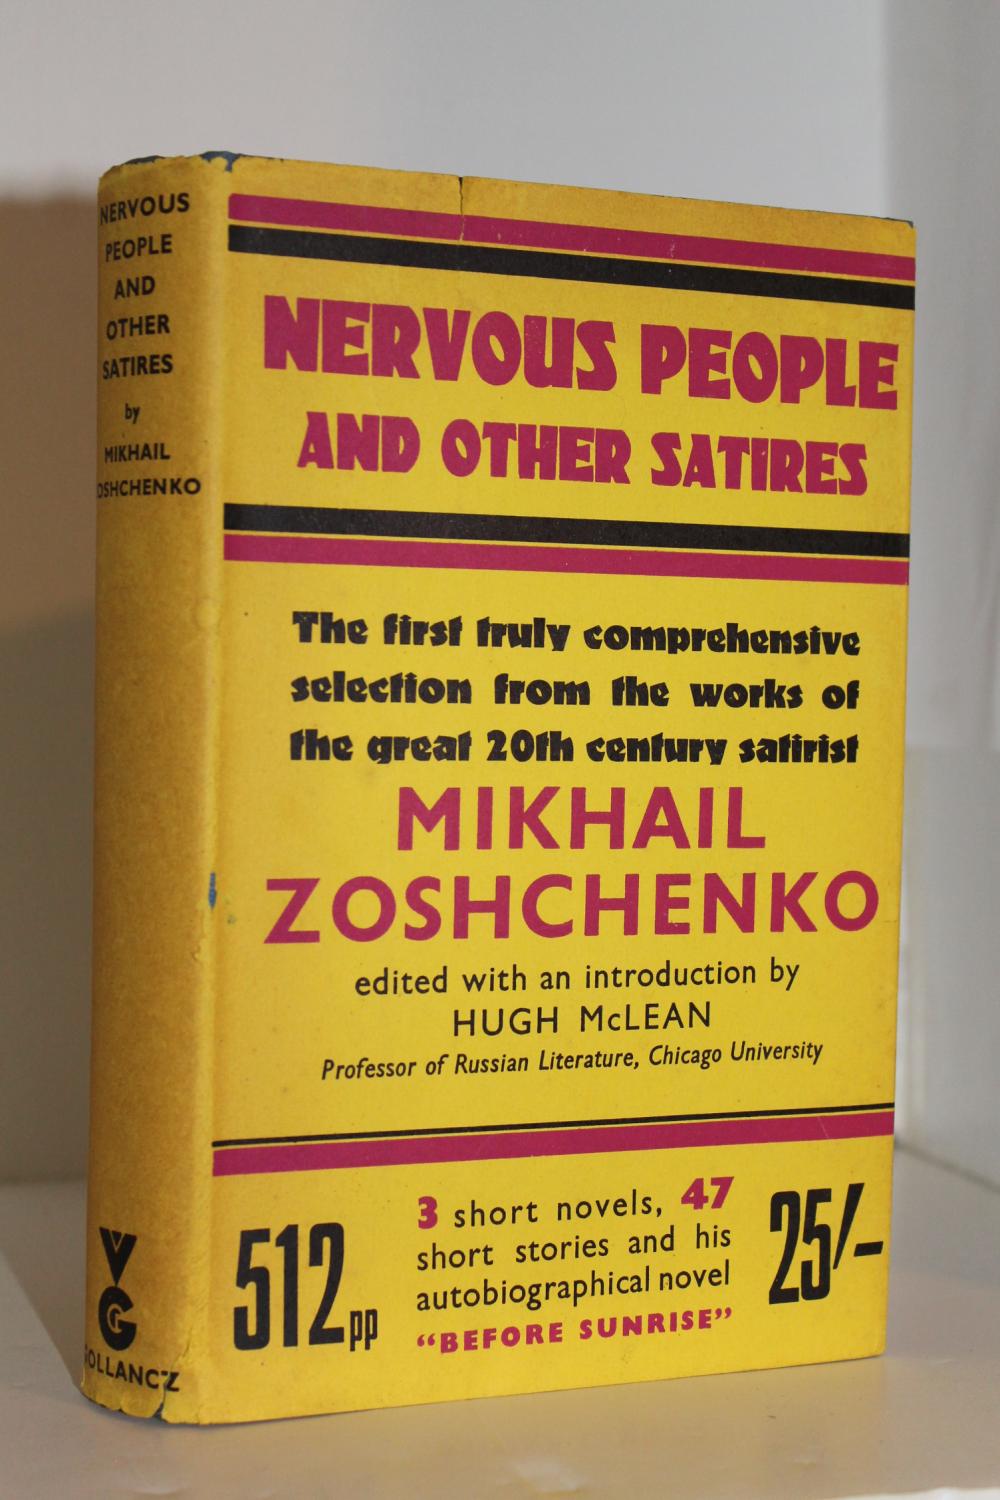 NERVOUS
PEOPLE
AND
OTHER
SATIRES
by
MIKHAIL
OSHCHENKO
VG
OLLANCZ
NERVOUS PEOPLE
AND OTHER SATIRES
The first truly comprehensive
selection from the works of
the great 20th century satirist
MIKHAIL
ZOSHCHENKO
edited with an introduction by
HUGH McLEAN
Professor of Russian Literature, Chicago University
512pp
3 short novels, 47
short stories and his
autobiographical novel
“BEFORE SUNRISE”
25/-